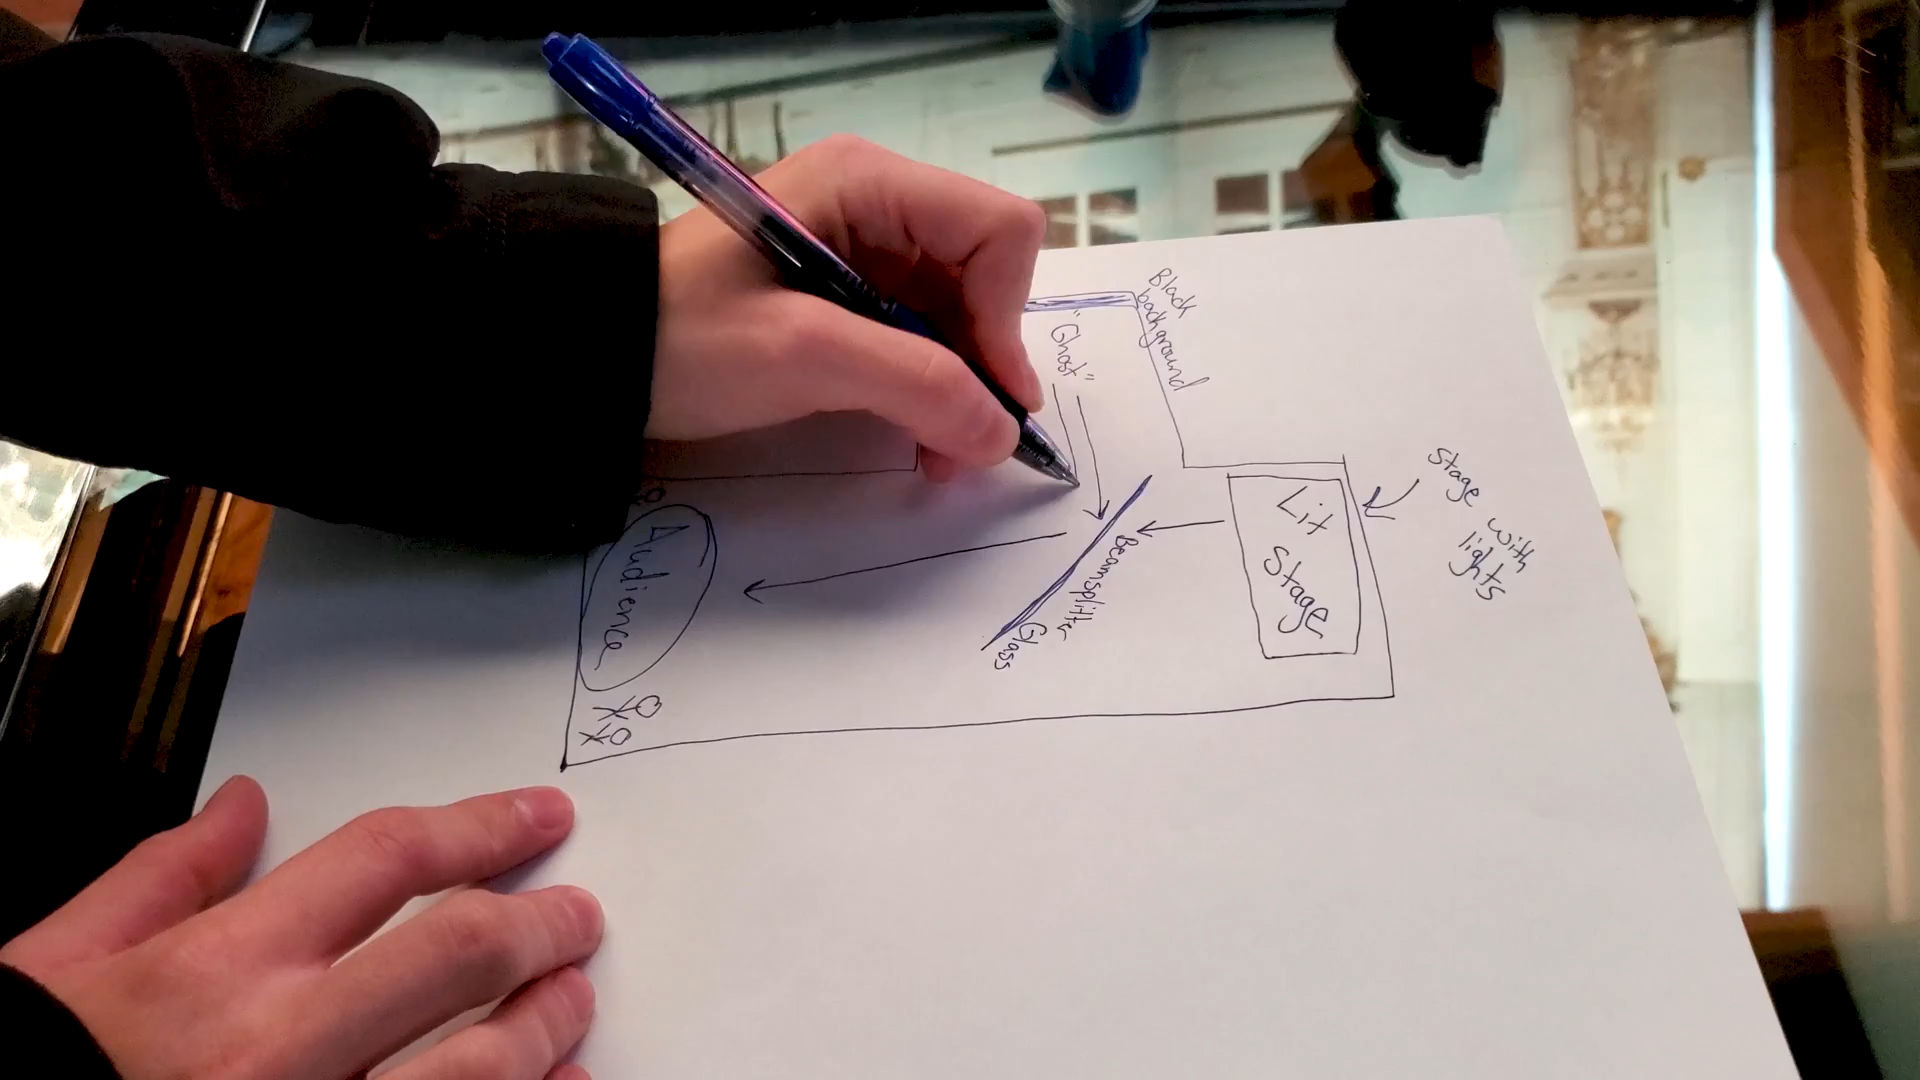 Black
background
"Ghost"
Stage with
lights
Lit
Stage
Beamsplitter
Glass
Audience